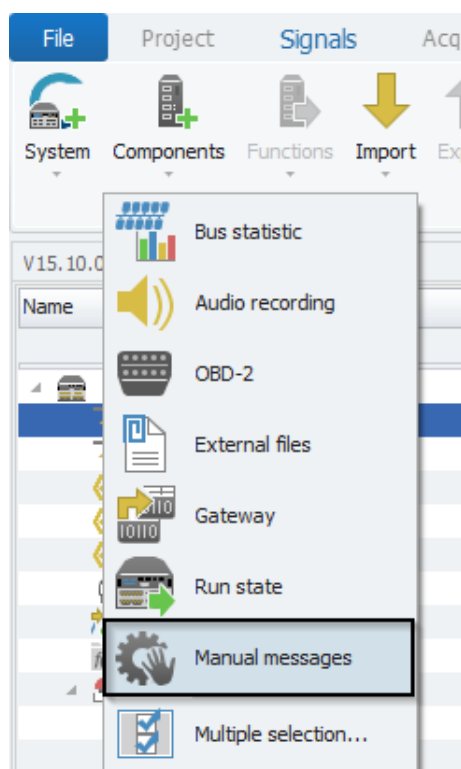 File Project Signals Acq
System Components Functions Import Ex
Bus statistic
V15.10.0
Name
Audio recording
OBD-2
External files
Gateway
Run state
Manual messages
Multiple selection...